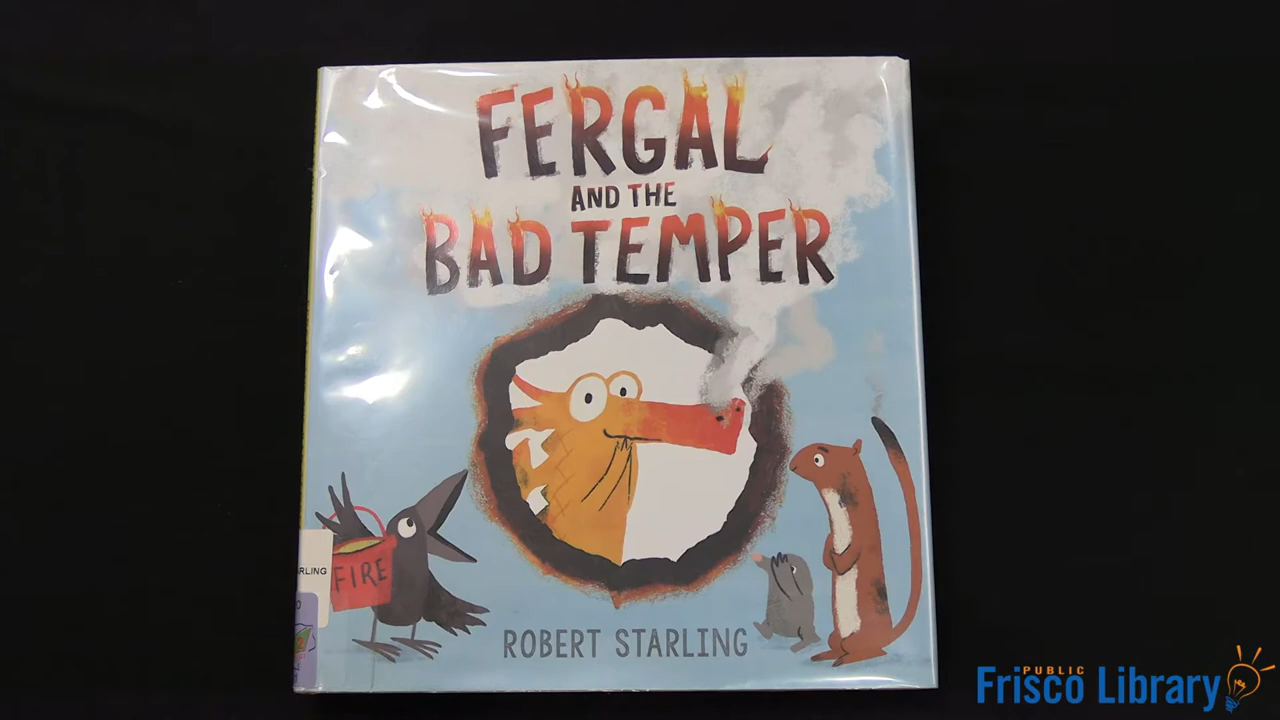 FERGAL
AND THE
BAD TEMPER
FIRE
RLING
ROBERT STARLING
PUBLIC
Frisco Library